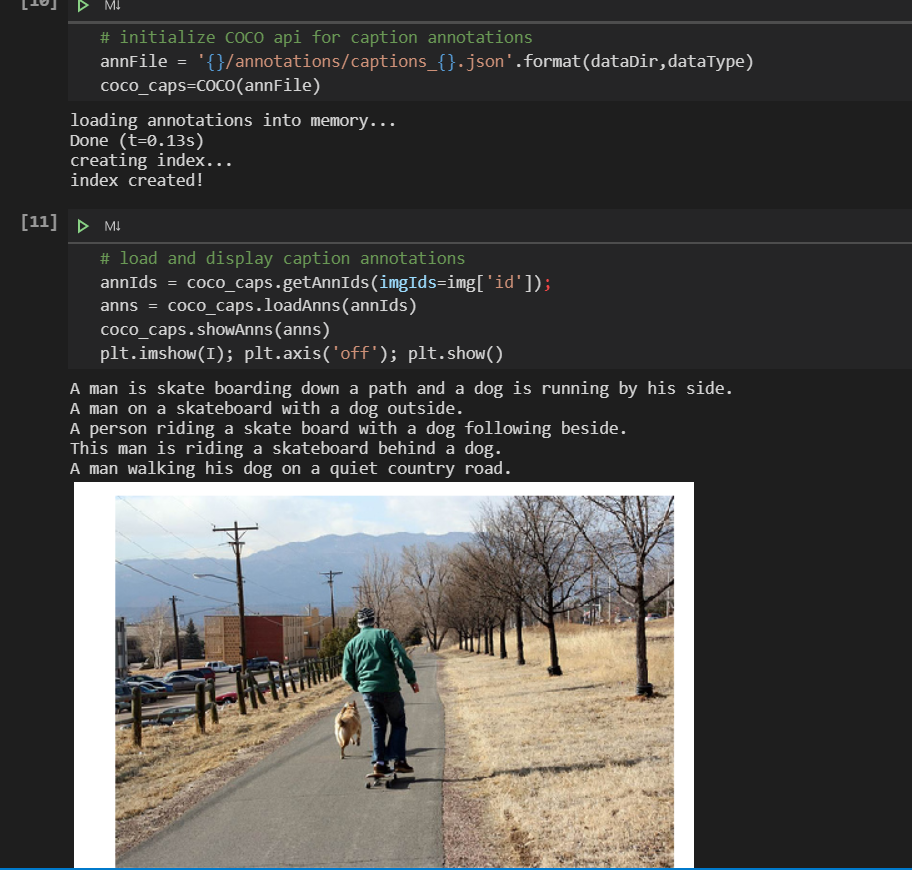 [10]
M↓
# initialize COCO api for caption annotations
annFile = '{}/annotations/captions_{}.json'.format(dataDir,dataType)
coco_caps=COCO(annFile)
loading annotations into memory...
Done (t=0.13s)
creating index...
index created!
[11]
M↓
# load and display caption annotations
annIds = coco_caps.getAnnIds(imgIds=img['id']);
anns = coco_caps.loadAnns(annIds)
coco_caps.showAnns(anns)
plt.imshow(I); plt.axis('off'); plt.show()
A man is skate boarding down a path and a dog is running by his side.
A man on a skateboard with a dog outside.
A person riding a skate board with a dog following beside.
This man is riding a skateboard behind a dog.
A man walking his dog on a quiet country road.